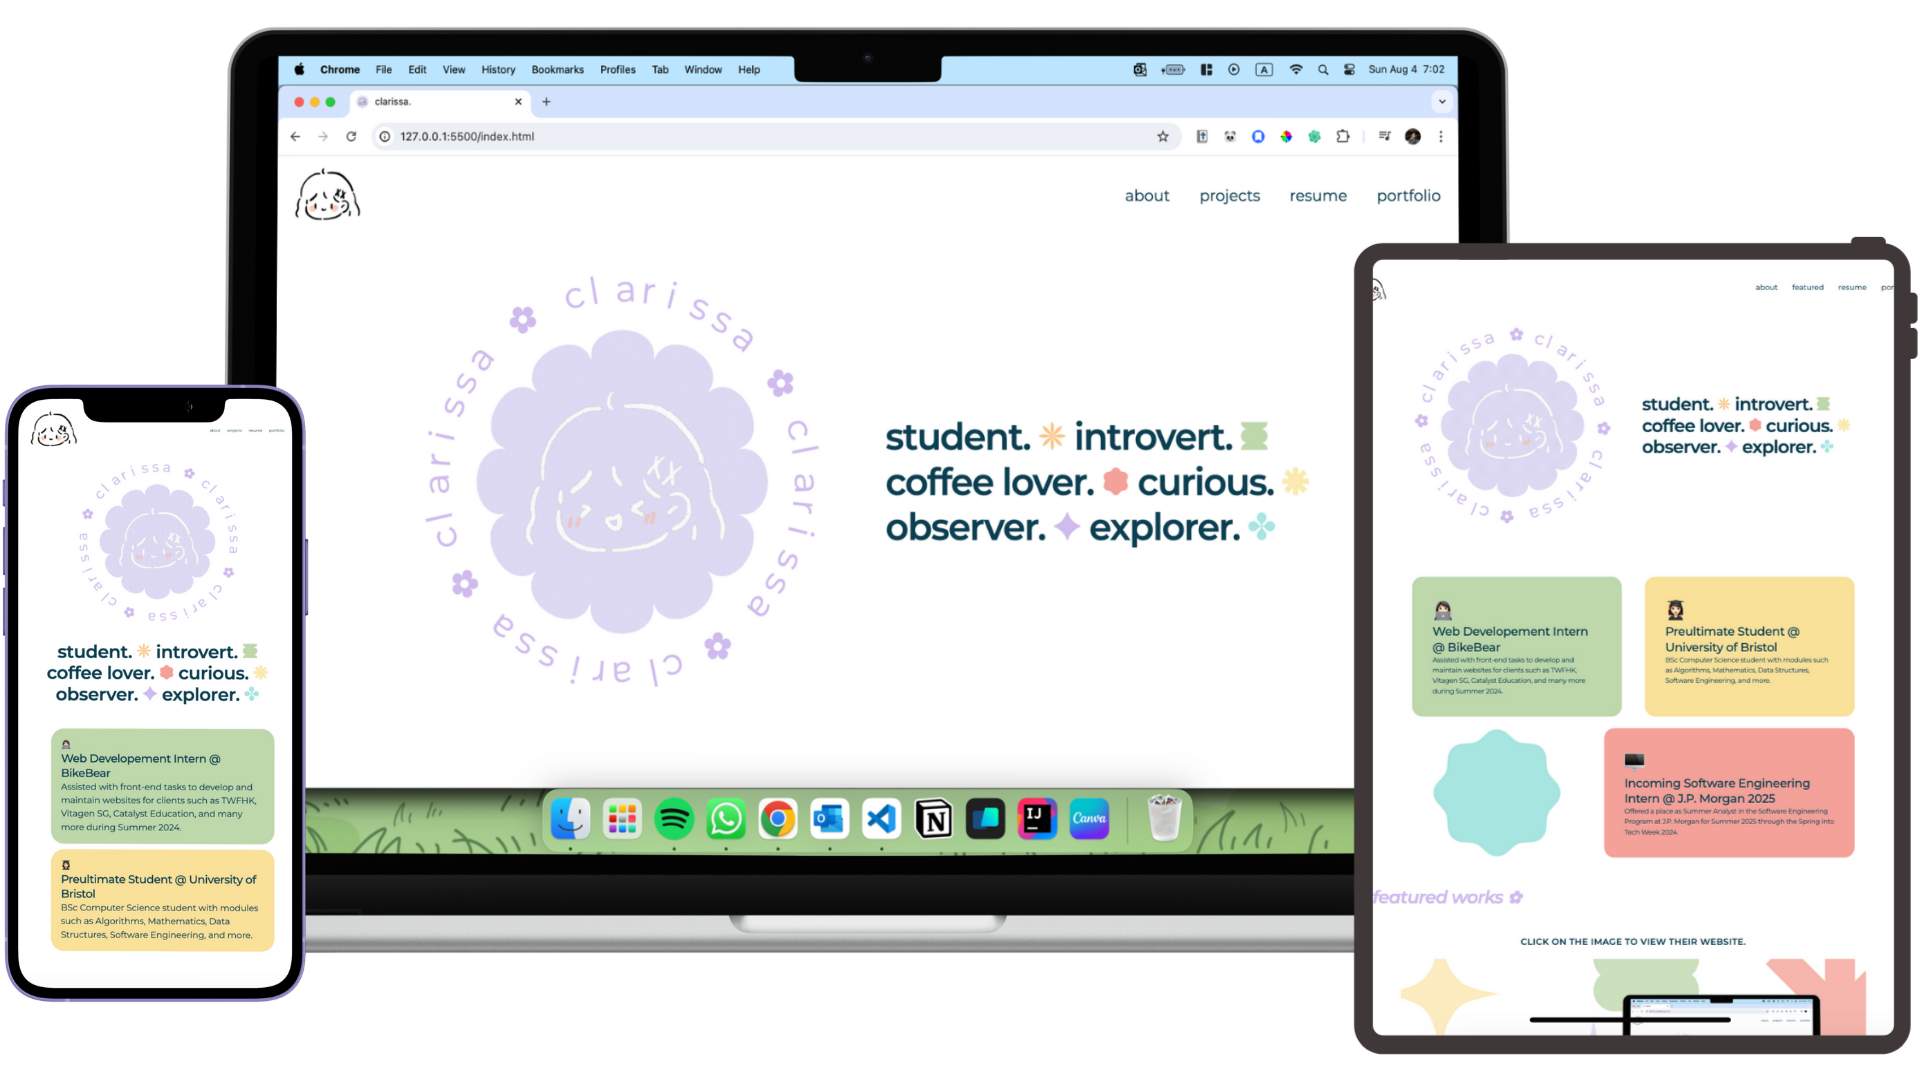 Chrome File Edit View History Bookmarks Profiles Tab Window Help
A
Sun Aug 4 7:02
clarissa.
127.0.0.1:5500/index.html
about projects resume portfolio
clarissa clarissa clarissa clarissa
student. introvert.
coffee lover. curious.
observer. explorer.
IJ
N
Canva
about projects resume portfolio
clarissa clarissa clarissa clarissa
student. introvert.
coffee lover. curious.
observer. explorer.
Web Developement Intern @
BikeBear
Assisted with front-end tasks to develop and
maintain websites for clients such as TWFHK,
Vitagen SG, Catalyst Education, and many
more during Summer 2024.
Preultimate Student @ University of
Bristol
BSc Computer Science student with modules
such as Algorithms, Mathematics, Data
Structures, Software Engineering, and more.
about featured resume por
clarissa clarissa clarissa clarissa
student. introvert.
coffee lover. curious.
observer. explorer.
Web Developement Intern
@ BikeBear
Assisted with front-end tasks to develop and
maintain websites for clients such as TWFHK,
Vitagen SG, Catalyst Education, and many more
during Summer 2024.
Preultimate Student @
University of Bristol
BSc Computer Science student with modules such
as Algorithms, Mathematics, Data Structures,
Software Engineering, and more.
Incoming Software Engineering
Intern @ J.P. Morgan 2025
Offered a place as Summer Analyst in the Software Engineering
Program at J.P. Morgan for Summer 2025 through the Spring Into
Tech Week 2024.
featured works
CLICK ON THE IMAGE TO VIEW THEIR WEBSITE.